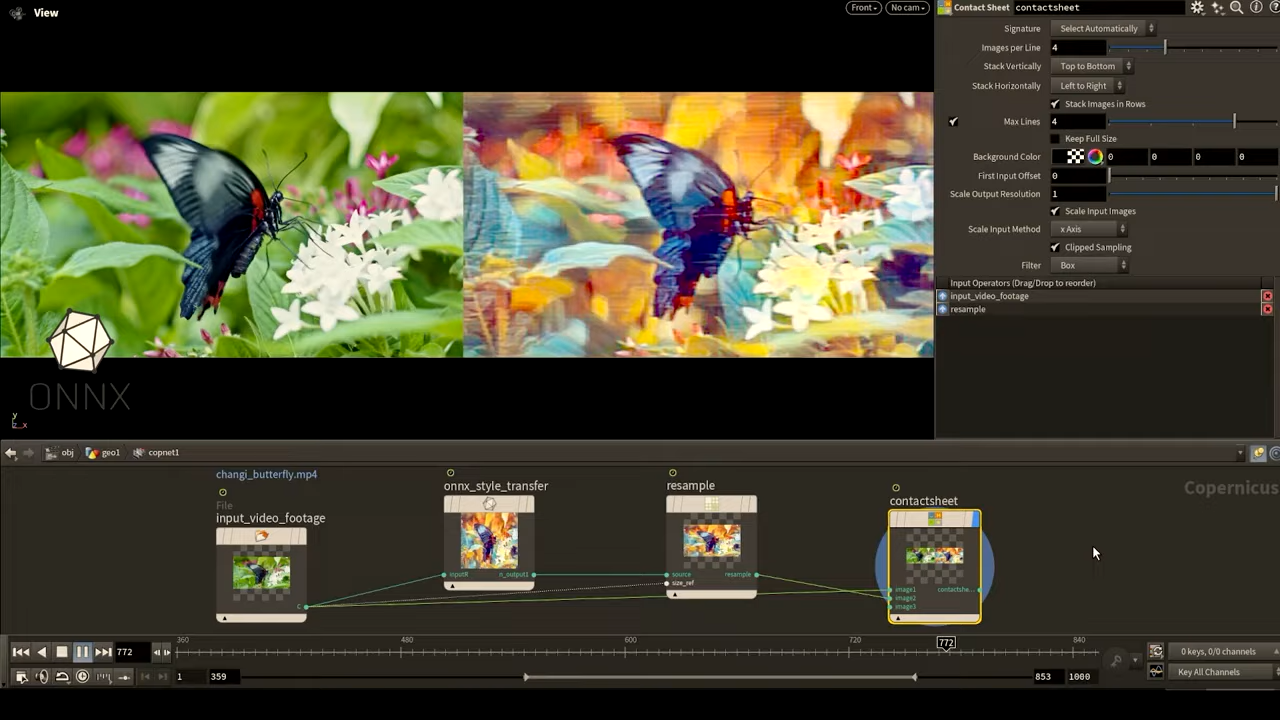 View
Front
No cam
Contact Sheet contactsheet
Signature Select Automatically
Images per Line 4
Stack Vertically Top to Bottom
Stack Horizontally Left to Right
Stack Images in Rows
Max Lines 4
Keep Full Size
Background Color 0 0 0 0
First Input Offset 0
Scale Output Resolution 1
Scale Input Images
Scale Input Method x Axis
Clipped Sampling
Filter Box
Input Operators (Drag/Drop to reorder)
input_video_footage
resample
ONNX
y
z x
obj geo1 copnet1
Copernicus
changi_butterfly.mp4
File
input_video_footage
C
onnx_style_transfer
inputR n_output1
resample
source resample
size_ref
contactsheet
image1 contactshe...
image2
image3
772
360 480 600 720 772 840
0 keys, 0/0 channels
1 359 853 1000
Key All Channels